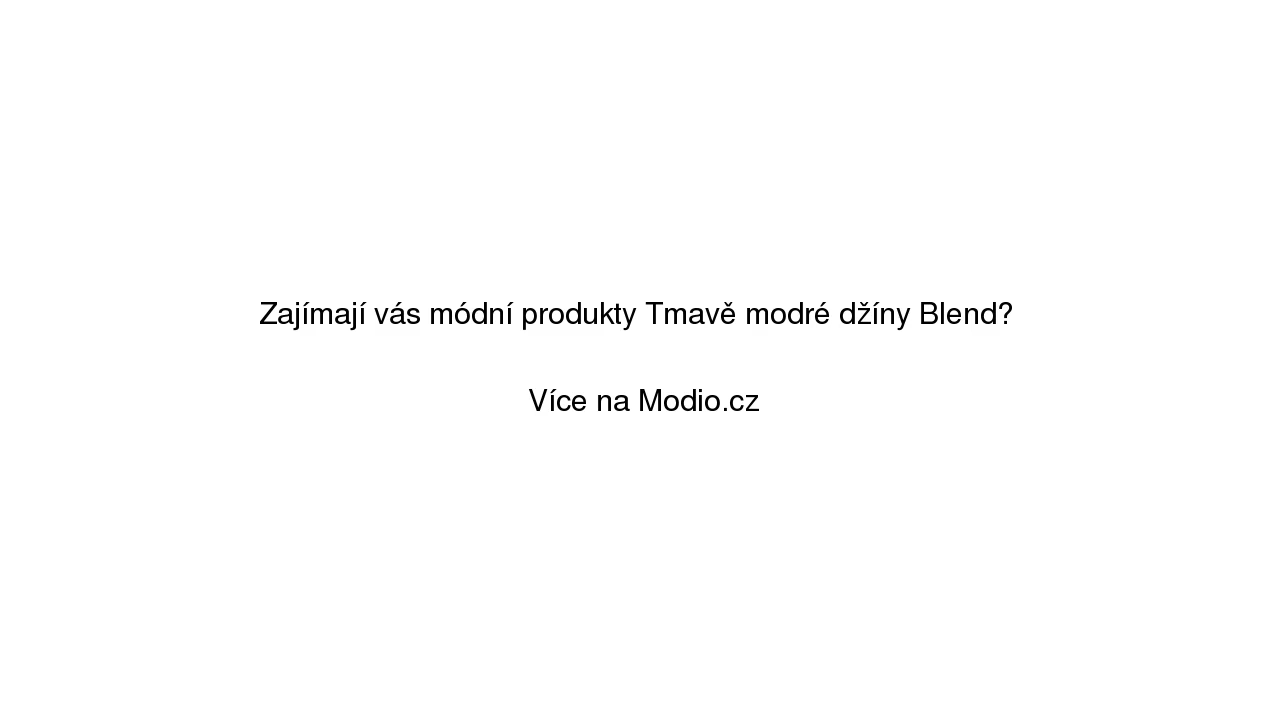 Zajímají vás módní produkty Tmavě modré džíny Blend?
Více na Modio.cz